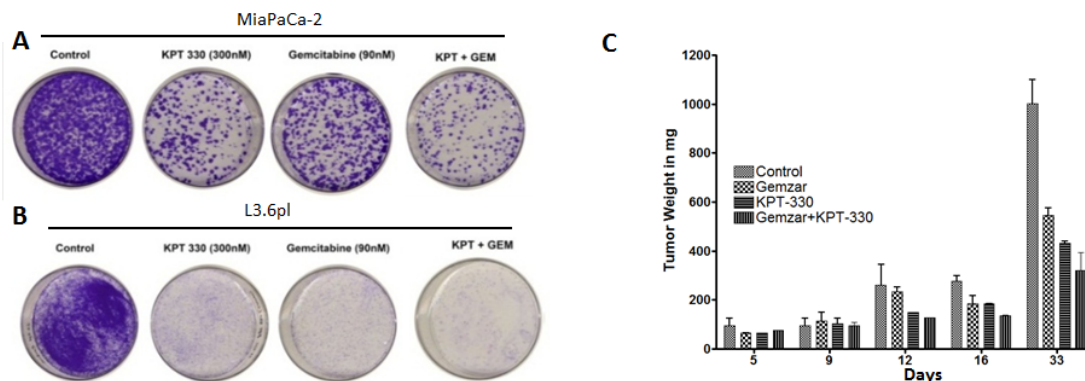 MiaPaCa-2
A
Control KPT 330 (300nM) Gemcitabine (90nM) KPT + GEM
B
L3.6pl
Control KPT 330 (300nM) Gemcitabine (90nM) KPT + GEM
C
Tumor Weight in mg
1200
1000
800
600
400
200
0
Control
Gemzar
KPT-330
Gemzar+KPT-330
5 9 12 16 33
Days